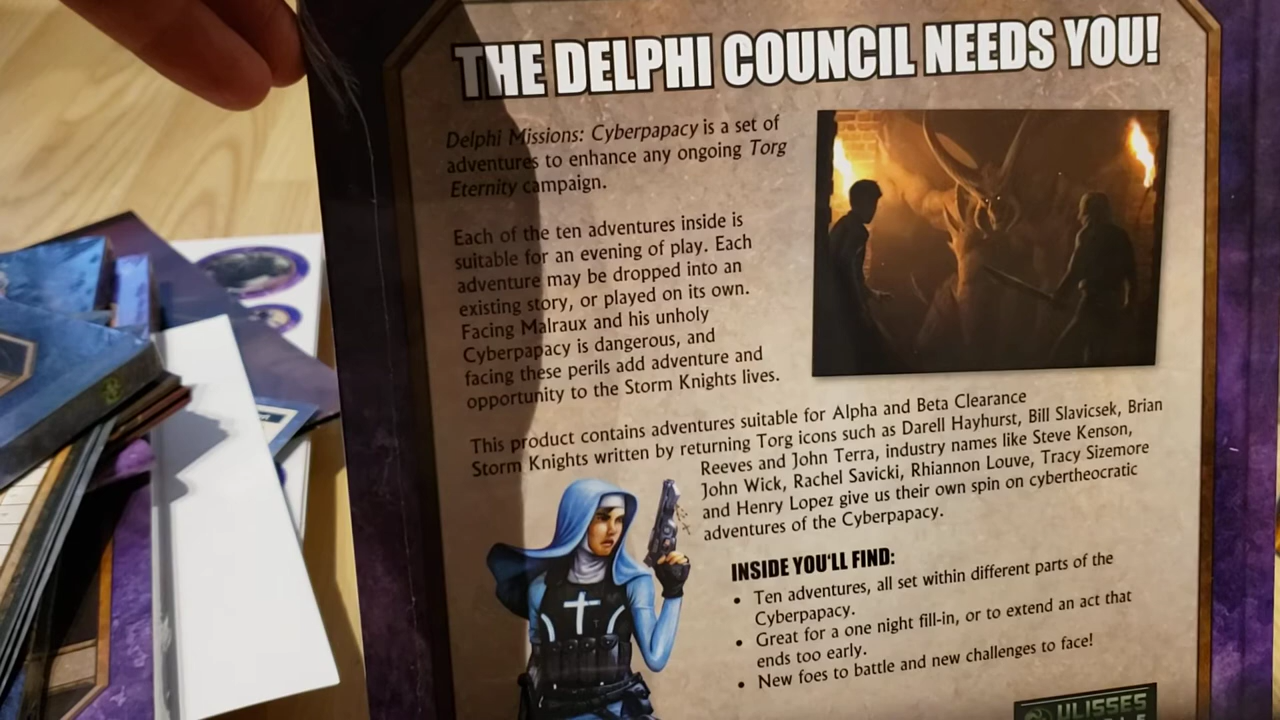 THE DELPHI COUNCIL NEEDS YOU!
Delphi Missions: Cyberpapacy is a set of
adventures to enhance any ongoing Torg
Eternity campaign.
Each of the ten adventures inside is
suitable for an evening of play. Each
adventure may be dropped into an
existing story, or played on its own.
Facing Malraux and his unholy
Cyberpapacy is dangerous, and
facing these perils add adventure and
opportunity to the Storm Knights lives.
This product contains adventures suitable for Alpha and Beta Clearance
Storm Knights written by returning Torg icons such as Darell Hayhurst, Bill Slavicsek, Brian
Reeves and John Terra, industry names like Steve Kenson,
John Wick, Rachel Savicki, Rhiannon Louve, Tracy Sizemore
and Henry Lopez give us their own spin on cybertheocratic
adventures of the Cyberpapacy.
INSIDE YOU'LL FIND:
• Ten adventures, all set within different parts of the
Cyberpapacy.
• Great for a one night fill-in, or to extend an act that
ends too early.
• New foes to battle and new challenges to face!
ULISSES